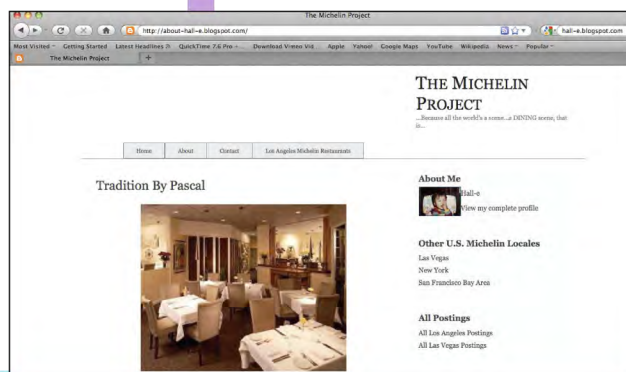 The Michelin Project
http://about-hall-e.blogspot.com/
hall-e.blogspot.com
Most Visited Getting Started Latest Headlines QuickTime 7.6 Pro – ... Apple Yahoo! Google Maps YouTube Wikipedia News Popular
The Michelin Project
THE MICHELIN
PROJECT
...Because all the world's a scene...a DINING scene, that
is...
Home About Contact Los Angeles Michelin Restaurants
Tradition By Pascal
About Me
Hall-e
View my complete profile
Other U.S. Michelin Locales
Las Vegas
New York
San Francisco Bay Area
All Postings
All Los Angeles Postings
All Las Vegas Postings